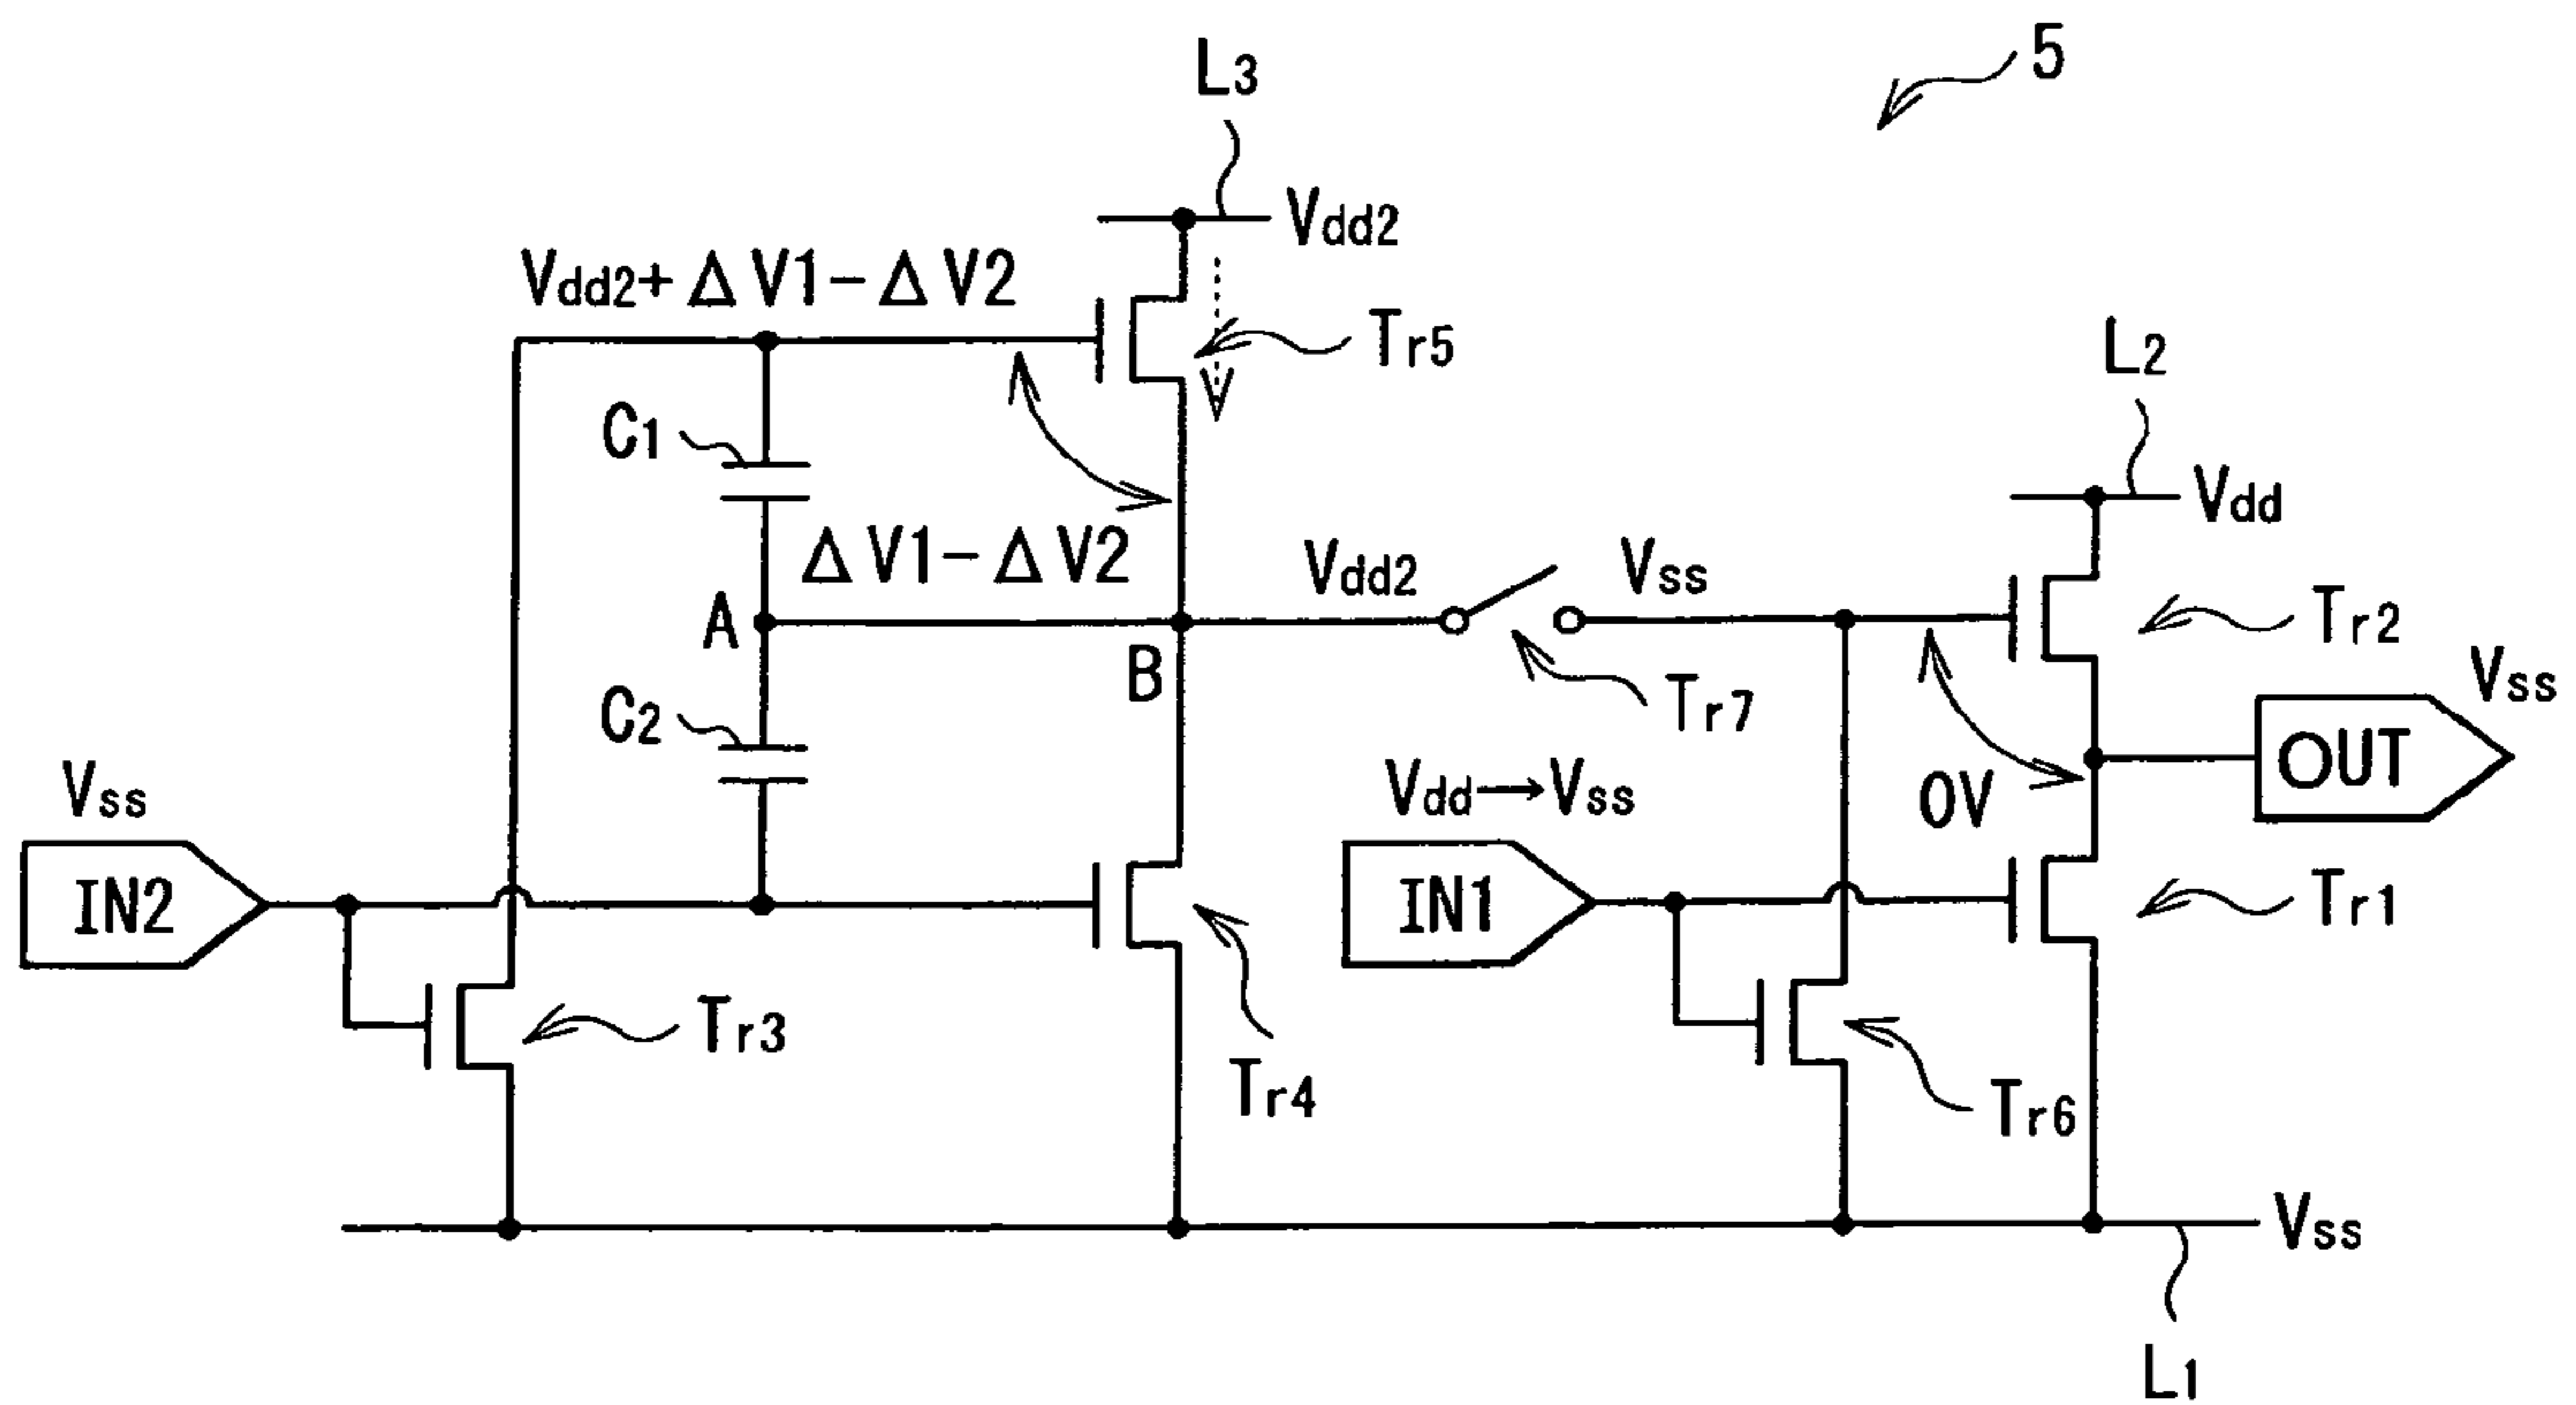 5
L3
Vdd2
Vdd2+ΔV1-ΔV2
Tr5
L2
C1
Vdd
ΔV1-ΔV2
Vdd2
Vss
A
B
Tr2
Vss
Tr7
C2
OUT
Vss
Vdd→Vss
0V
IN2
IN1
Tr1
Tr3
Tr4
Tr6
Vss
L1